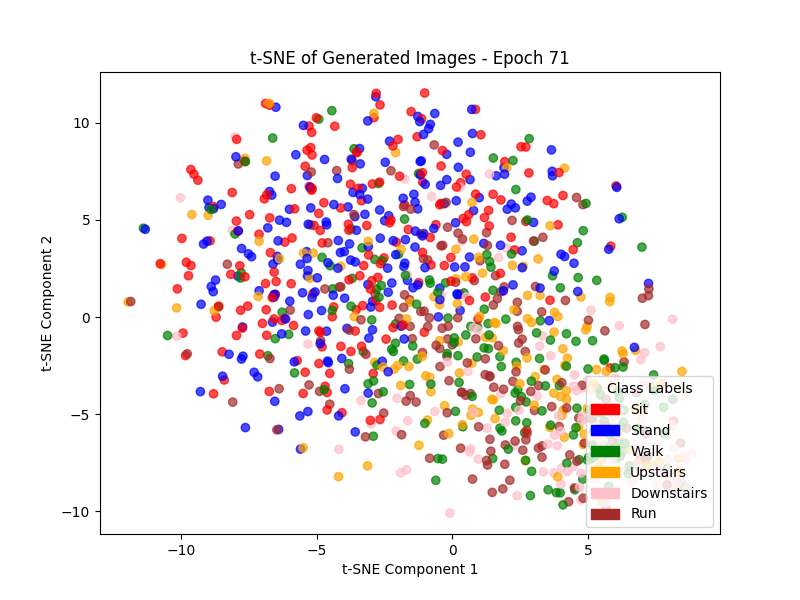 t-SNE of Generated Images - Epoch 71
t-SNE Component 2
10
5
0
−5
−10
−10
−5
0
5
t-SNE Component 1
Class Labels
Sit
Stand
Walk
Upstairs
Downstairs
Run